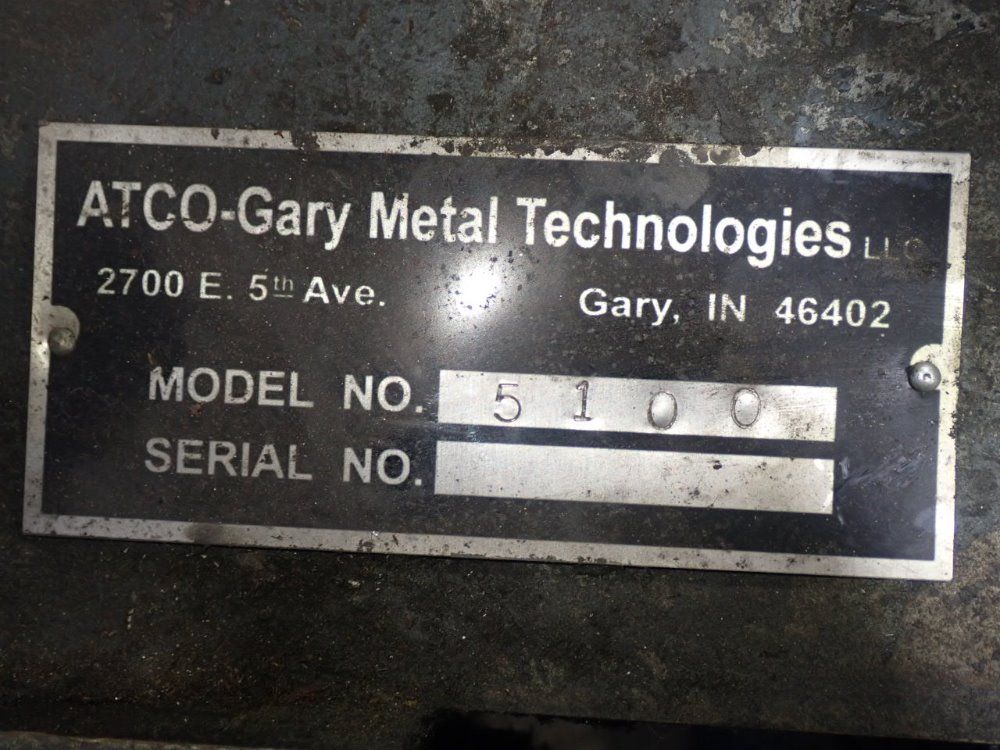 ATCO-Gary Metal Technologies LLC
2700 E. 5th Ave. Gary, IN 46402
MODEL NO. 5100
SERIAL NO.